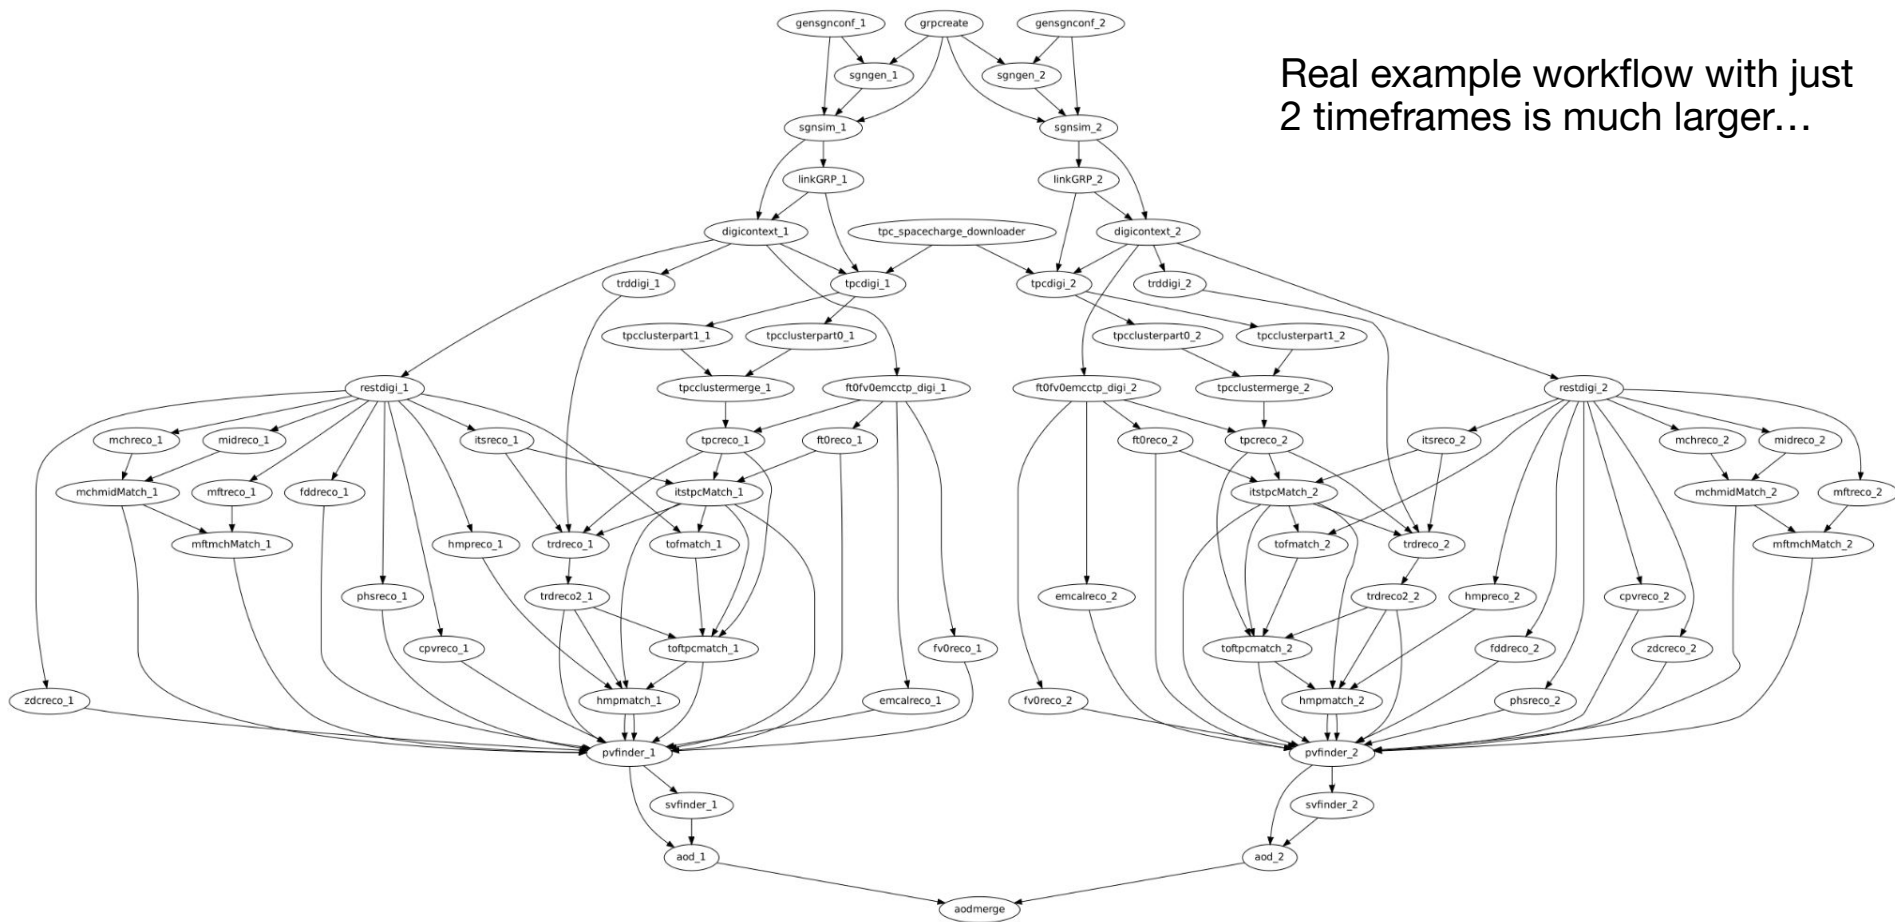 gensgnconf_1
grpcreate
gensgnconf_2
Real example workflow with just
2 timeframes is much larger…
sgngen_1
sgngen_2
sgnsim_1
sgnsim_2
linkGRP_1
linkGRP_2
digicontext_1
tpc_spacecharge_downloader
digicontext_2
trddigi_1
tpcdigi_1
tpcdigi_2
trddigi_2
tpcclusterpart1_1
tpcclusterpart0_1
tpcclusterpart0_2
tpcclusterpart1_2
restdigi_1
tpcclustermerge_1
ft0fv0emcctp_digi_1
ft0fv0emcctp_digi_2
tpcclustermerge_2
restdigi_2
mchreco_1
midreco_1
itsreco_1
tpcreco_1
ft0reco_1
ft0reco_2
tpcreco_2
itsreco_2
mchreco_2
midreco_2
mchmidMatch_1
mftreco_1
fddreco_1
itstpcMatch_1
itstpcMatch_2
mchmidMatch_2
mftreco_2
mftmchMatch_1
hmpreco_1
trdreco_1
tofmatch_1
tofmatch_2
trdreco_2
mftmchMatch_2
phsreco_1
trdreco2_1
emcalreco_2
trdreco2_2
hmpreco_2
cpvreco_2
cpvreco_1
toftpcmatch_1
fv0reco_1
toftpcmatch_2
fddreco_2
zdcreco_2
zdcreco_1
hmpmatch_1
emcalreco_1
fv0reco_2
hmpmatch_2
phsreco_2
pvfinder_1
pvfinder_2
svfinder_1
svfinder_2
aod_1
aod_2
aodmerge